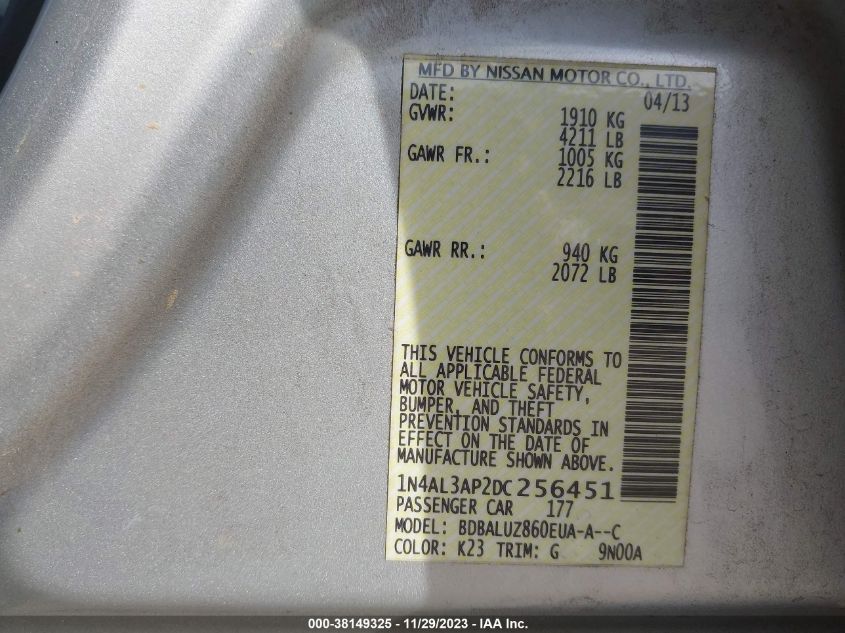 MFD BY NISSAN MOTOR CO., LTD.
DATE: 04/13
GVWR: 1910 KG
4211 LB
GAWR FR.: 1005 KG
2216 LB
GAWR RR.: 940 KG
2072 LB
THIS VEHICLE CONFORMS TO
ALL APPLICABLE FEDERAL
MOTOR VEHICLE SAFETY,
BUMPER, AND THEFT
PREVENTION STANDARDS IN
EFFECT ON THE DATE OF
MANUFACTURE SHOWN ABOVE.
1N4AL3AP2DC256451
PASSENGER CAR 177
MODEL: BDBALUZ860EUA-A--C
COLOR: K23 TRIM: G 9N00A
000-38149325 - 11/29/2023 - IAA Inc.